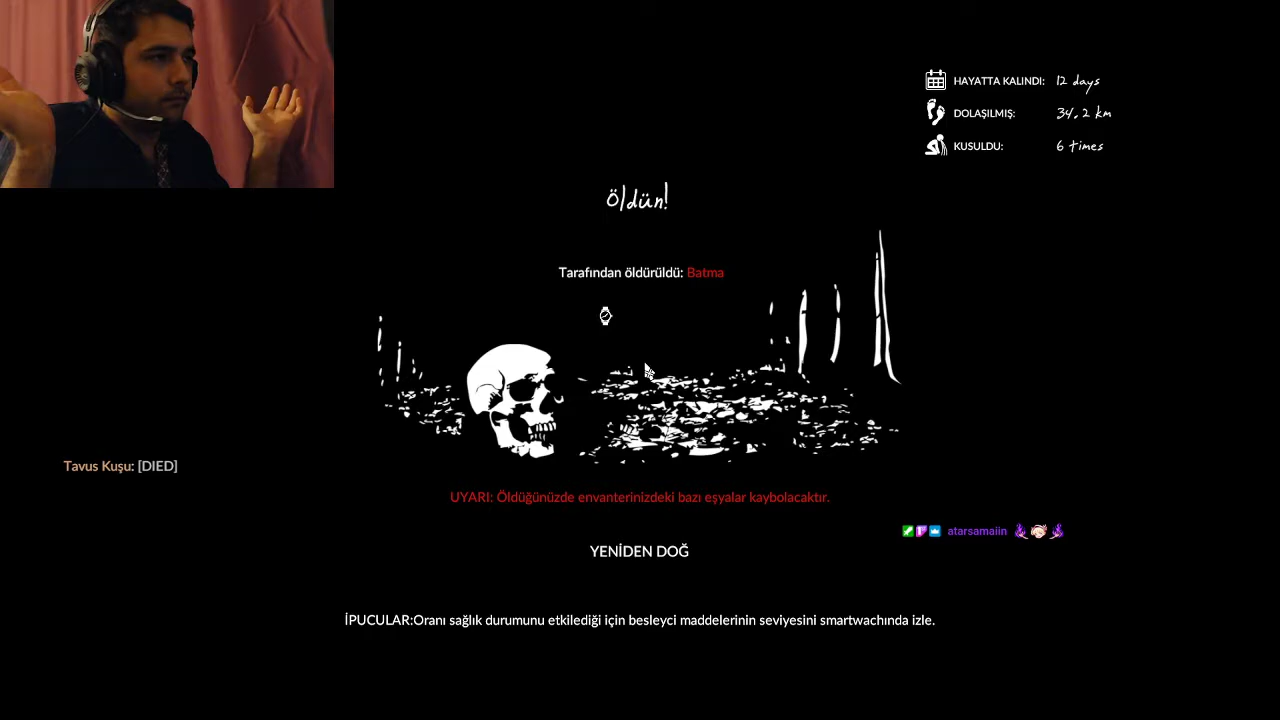 HAYATTA KALINDI: 12 days
DOLAŞILMIŞ: 34.2 km
KUSULDU: 6 times
Öldün!
Tarafından öldürüldü: Batma
Tavus Kuşu: [DIED]
UYARI: Öldüğünüzde envanterinizdeki bazı eşyalar kaybolacaktır.
atarsamaiin
YENİDEN DOĞ
İPUCULAR:Oranı sağlık durumunu etkilediği için besleyci maddelerinin seviyesini smartwachında izle.